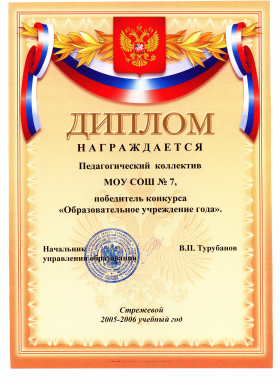 ДИПЛОМ
НАГРАЖДАЕТСЯ
Педагогический коллектив
МОУ СОШ № 7,
победитель конкурса
«Образовательное учреждение года».
Начальник
управления образования
В.П. Турубанов
Стрежевой
2005-2006 учебный год